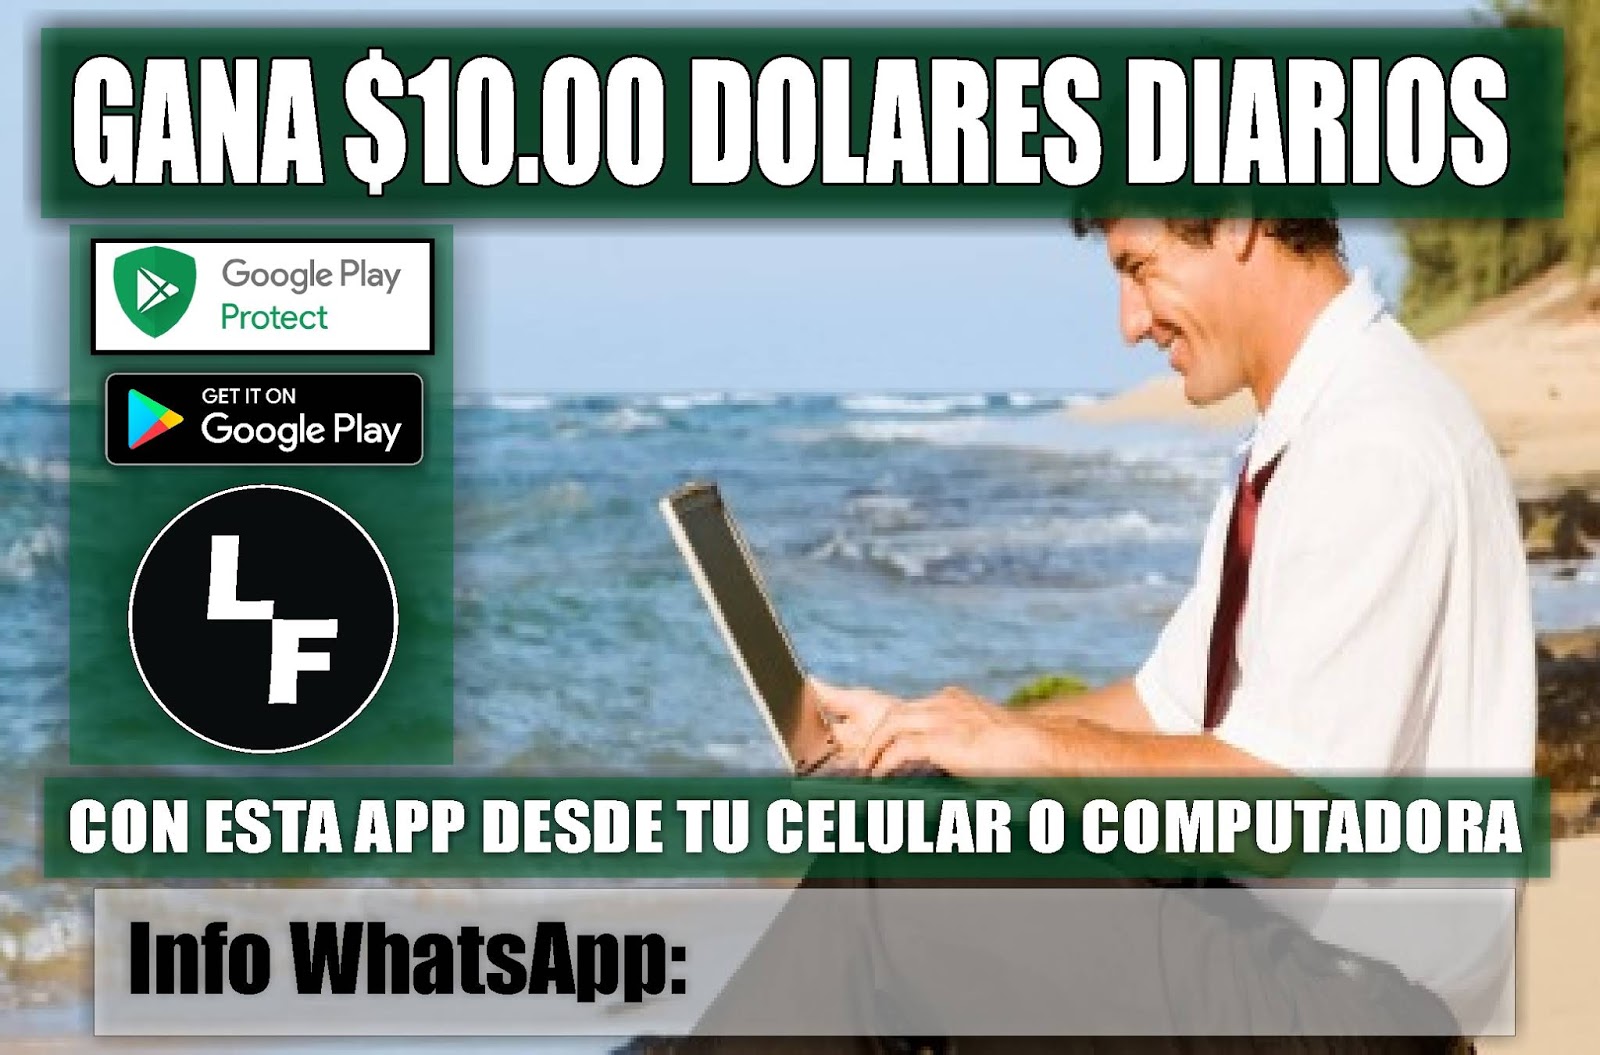 GANA $10.00 DOLARES DIARIOS
Google Play
Protect
GET IT ON
Google Play
L
F
CON ESTA APP DESDE TU CELULAR O COMPUTADORA
Info WhatsApp: